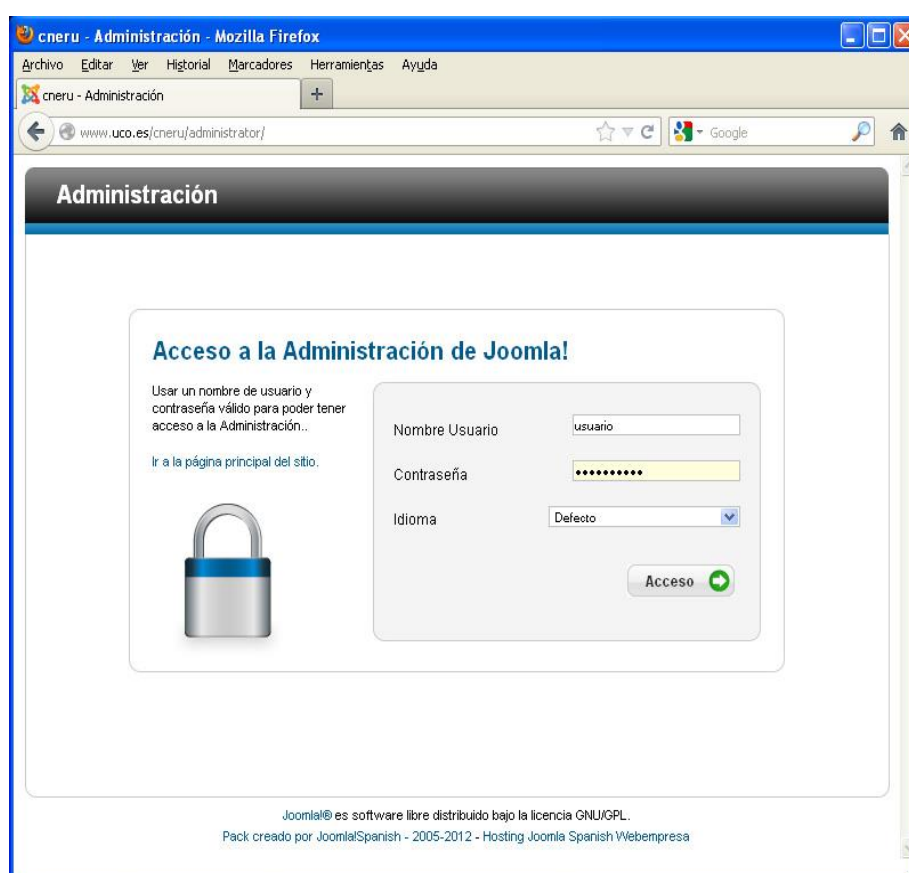 cneru - Administración - Mozilla Firefox
Archivo Editar Ver Historial Marcadores Herramientas Ayuda
cneru - Administración
www.uco.es/cneru/administrator/
Google
Administración
Acceso a la Administración de Joomla!
Usar un nombre de usuario y
contraseña válido para poder tener
acceso a la Administración..
Ir a la página principal del sitio.
Nombre Usuario usuario
Contraseña ••••••••••
Idioma Defecto
Acceso
Joomla!® es software libre distribuido bajo la licencia GNU/GPL.
Pack creado por Joomla!Spanish - 2005-2012 - Hosting Joomla Spanish Webempresa